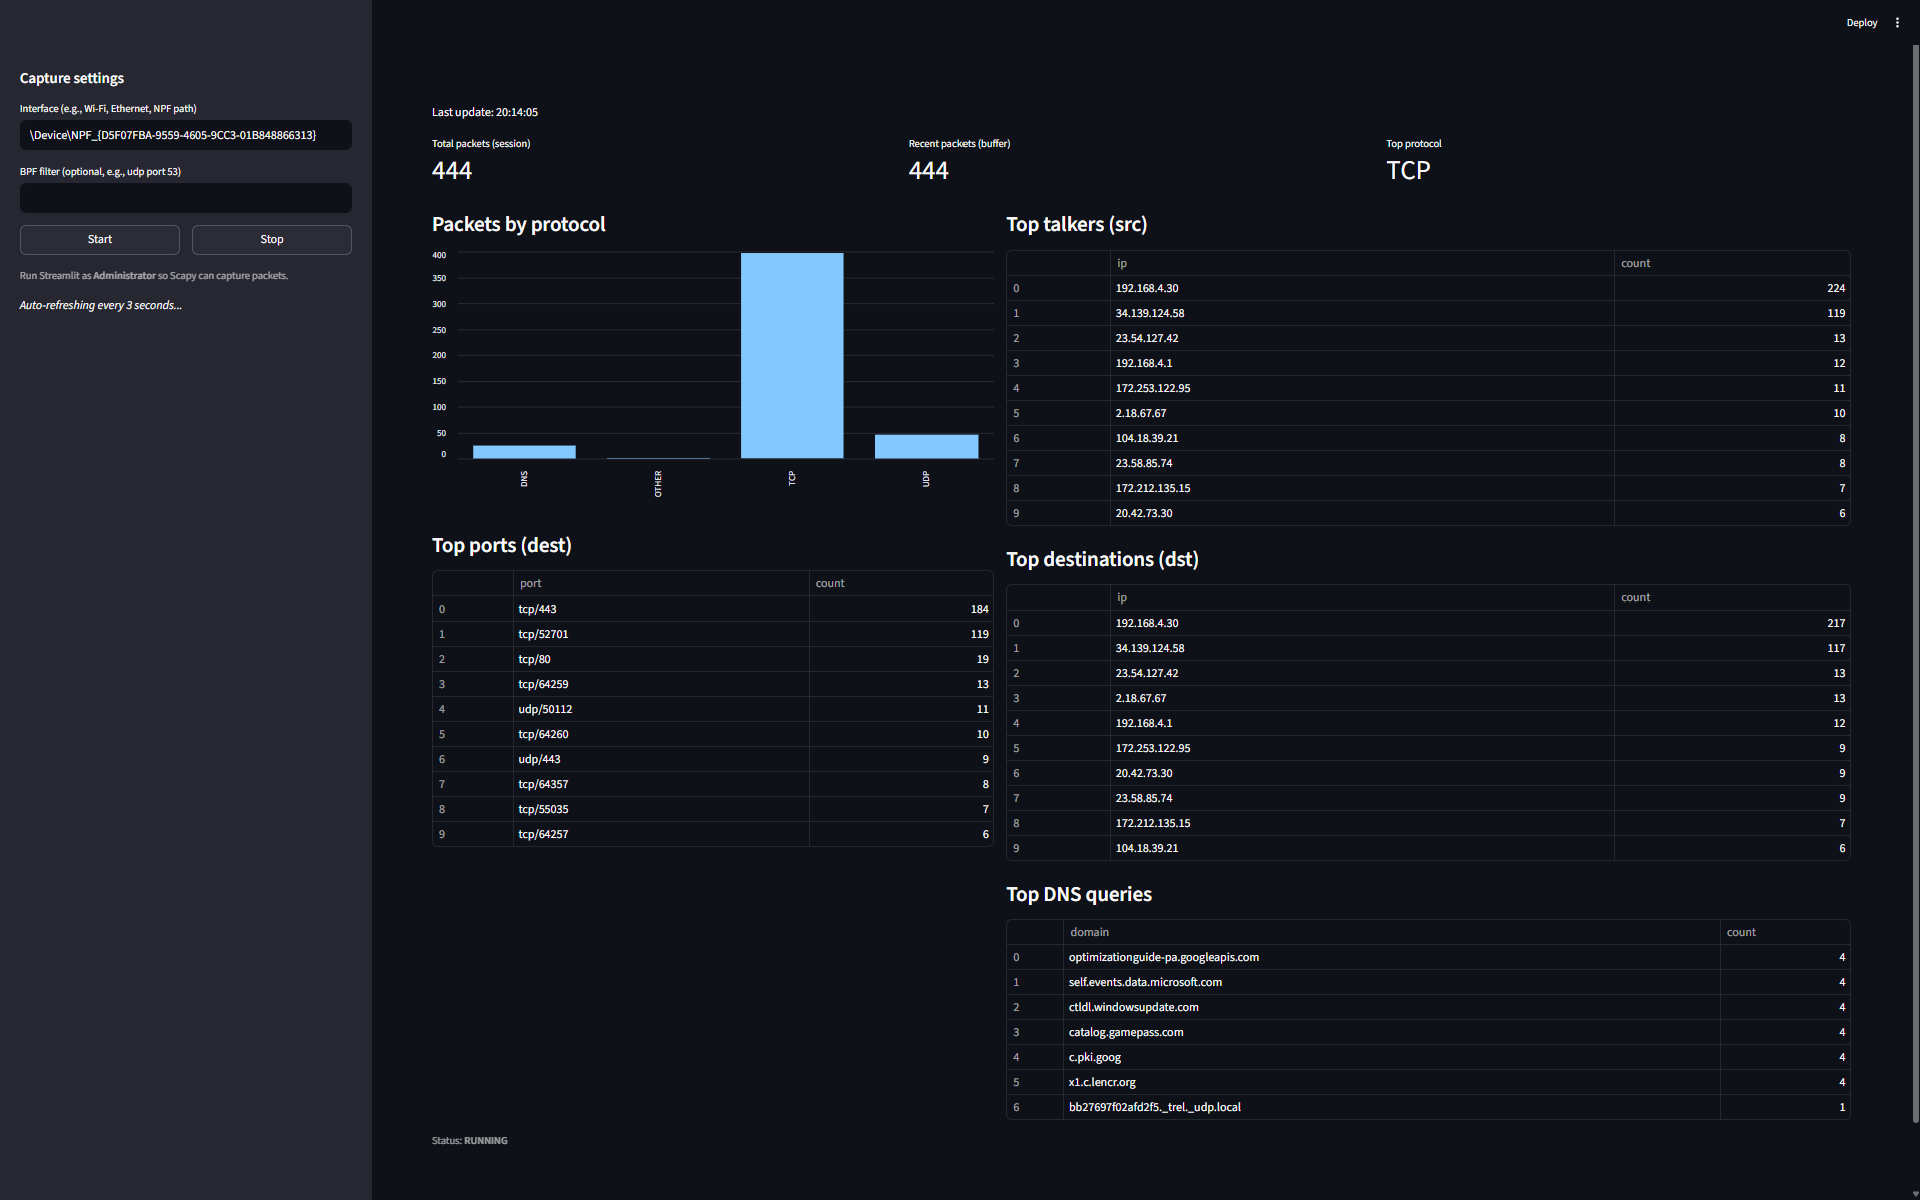 Deploy
Capture settings
Interface (e.g., Wi-Fi, Ethernet, NPF path)
\Device\NPF_{D5F07FBA-9559-4605-9CC3-01B848866313}
BPF filter (optional, e.g., udp port 53)
Start Stop
Run Streamlit as Administrator so Scapy can capture packets.
Auto-refreshing every 3 seconds...
Last update: 20:14:05
Total packets (session)
444
Recent packets (buffer)
444
Top protocol
TCP
Packets by protocol
400
350
300
250
200
150
100
50
0
DNS
OTHER
TCP
UDP
Top ports (dest)
port count
0 tcp/443 184
1 tcp/52701 119
2 tcp/80 19
3 tcp/64259 13
4 udp/50112 11
5 tcp/64260 10
6 udp/443 9
7 tcp/64357 8
8 tcp/55035 7
9 tcp/64257 6
Top talkers (src)
ip count
0 192.168.4.30 224
1 34.139.124.58 119
2 23.54.127.42 13
3 192.168.4.1 12
4 172.253.122.95 11
5 2.18.67.67 10
6 104.18.39.21 8
7 23.58.85.74 8
8 172.212.135.15 7
9 20.42.73.30 6
Top destinations (dst)
ip count
0 192.168.4.30 217
1 34.139.124.58 117
2 23.54.127.42 13
3 2.18.67.67 13
4 192.168.4.1 12
5 172.253.122.95 9
6 20.42.73.30 9
7 23.58.85.74 9
8 172.212.135.15 7
9 104.18.39.21 6
Top DNS queries
domain count
0 optimizationguide-pa.googleapis.com 4
1 self.events.data.microsoft.com 4
2 ctldl.windowsupdate.com 4
3 catalog.gamepass.com 4
4 c.pki.goog 4
5 x1.c.lencr.org 4
6 bb27697f02afd2f5._trel._udp.local 1
Status: RUNNING